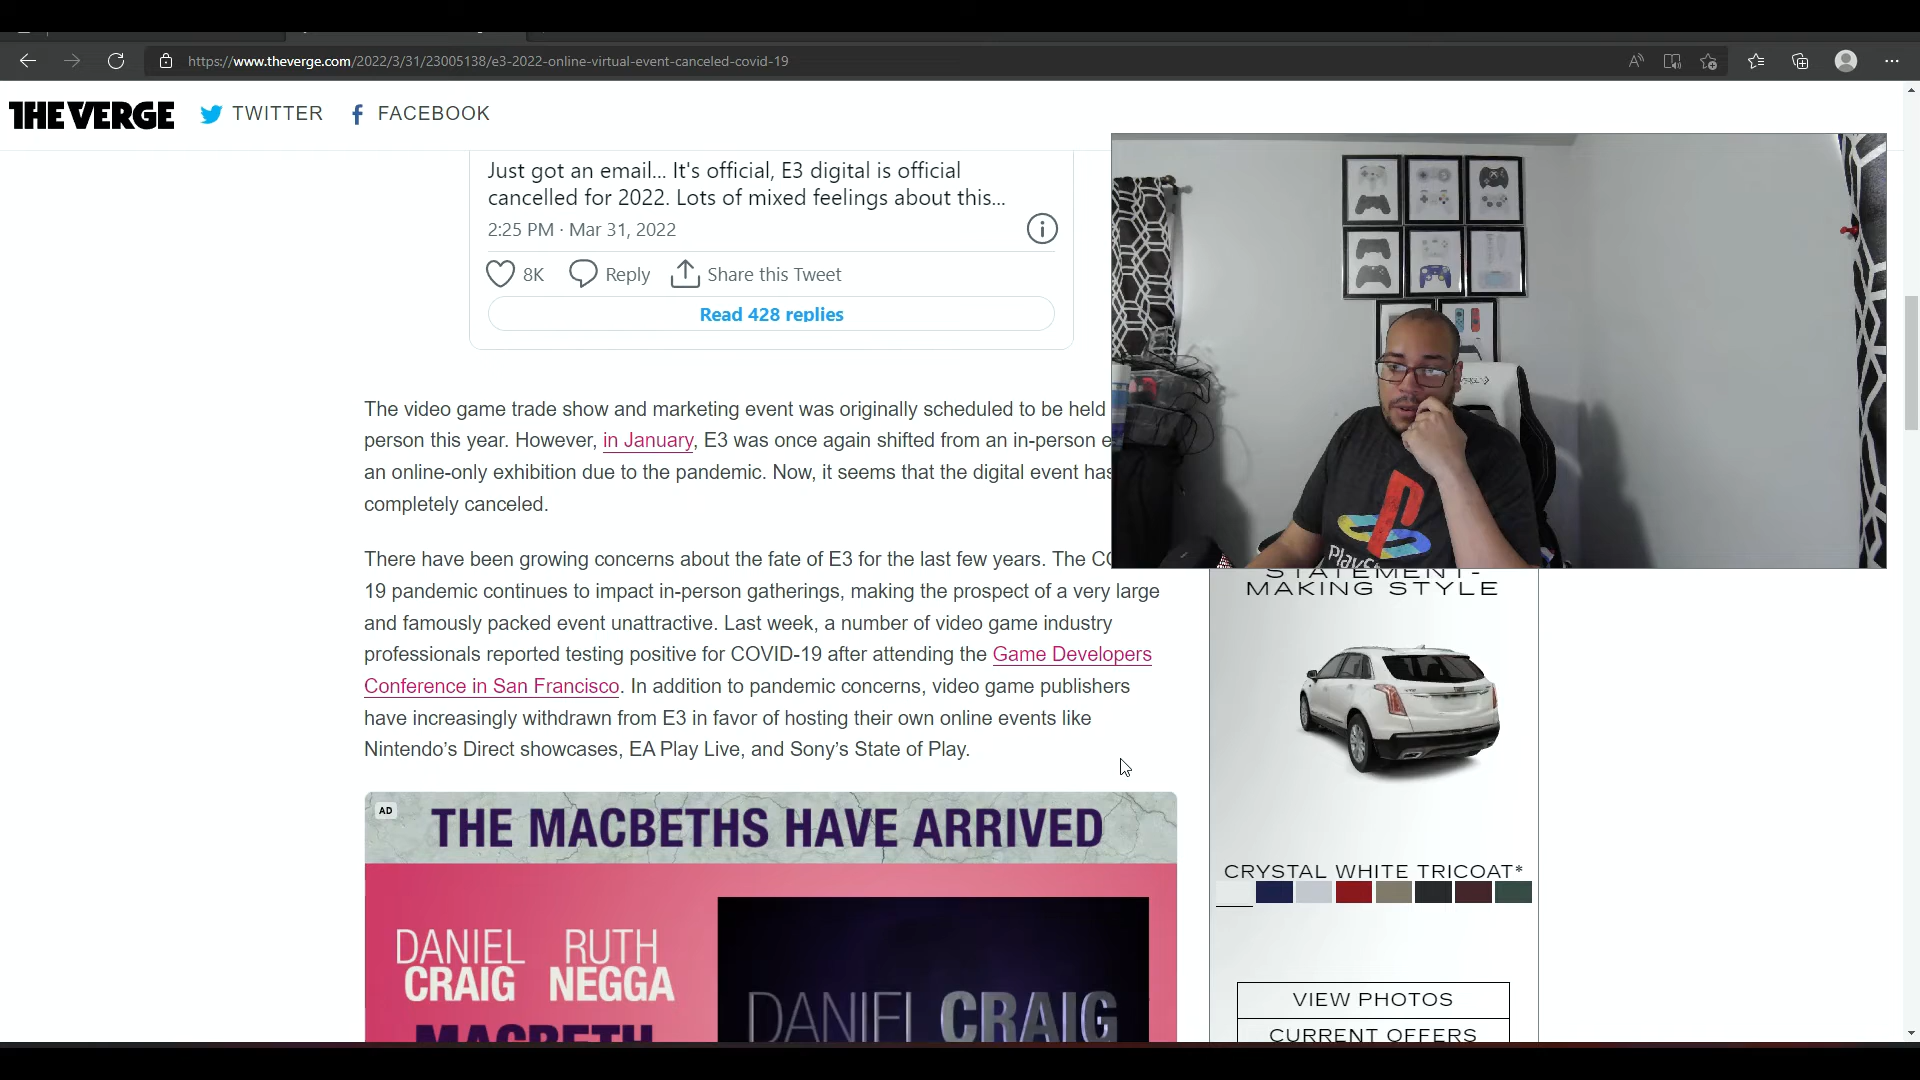 https://www.theverge.com/2022/3/31/23005138/e3-2022-online-virtual-event-canceled-covid-19
THE VERGE TWITTER FACEBOOK
Just got an email... It's official, E3 digital is official
cancelled for 2022. Lots of mixed feelings about this...
2:25 PM · Mar 31, 2022
8K Reply Share this Tweet
Read 428 replies
The video game trade show and marketing event was originally scheduled to be held
person this year. However, in January, E3 was once again shifted from an in-person e
an online-only exhibition due to the pandemic. Now, it seems that the digital event has
completely canceled.
There have been growing concerns about the fate of E3 for the last few years. The CO
19 pandemic continues to impact in-person gatherings, making the prospect of a very large
and famously packed event unattractive. Last week, a number of video game industry
professionals reported testing positive for COVID-19 after attending the Game Developers
Conference in San Francisco. In addition to pandemic concerns, video game publishers
have increasingly withdrawn from E3 in favor of hosting their own online events like
Nintendo's Direct showcases, EA Play Live, and Sony's State of Play.
AD
THE MACBETHS HAVE ARRIVED
DANIEL CRAIG
RUTH NEGGA
MACBETH
DANIEL CRAIG
PlaySt
STATEMENT-
MAKING STYLE
CRYSTAL WHITE TRICOAT*
VIEW PHOTOS
CURRENT OFFERS